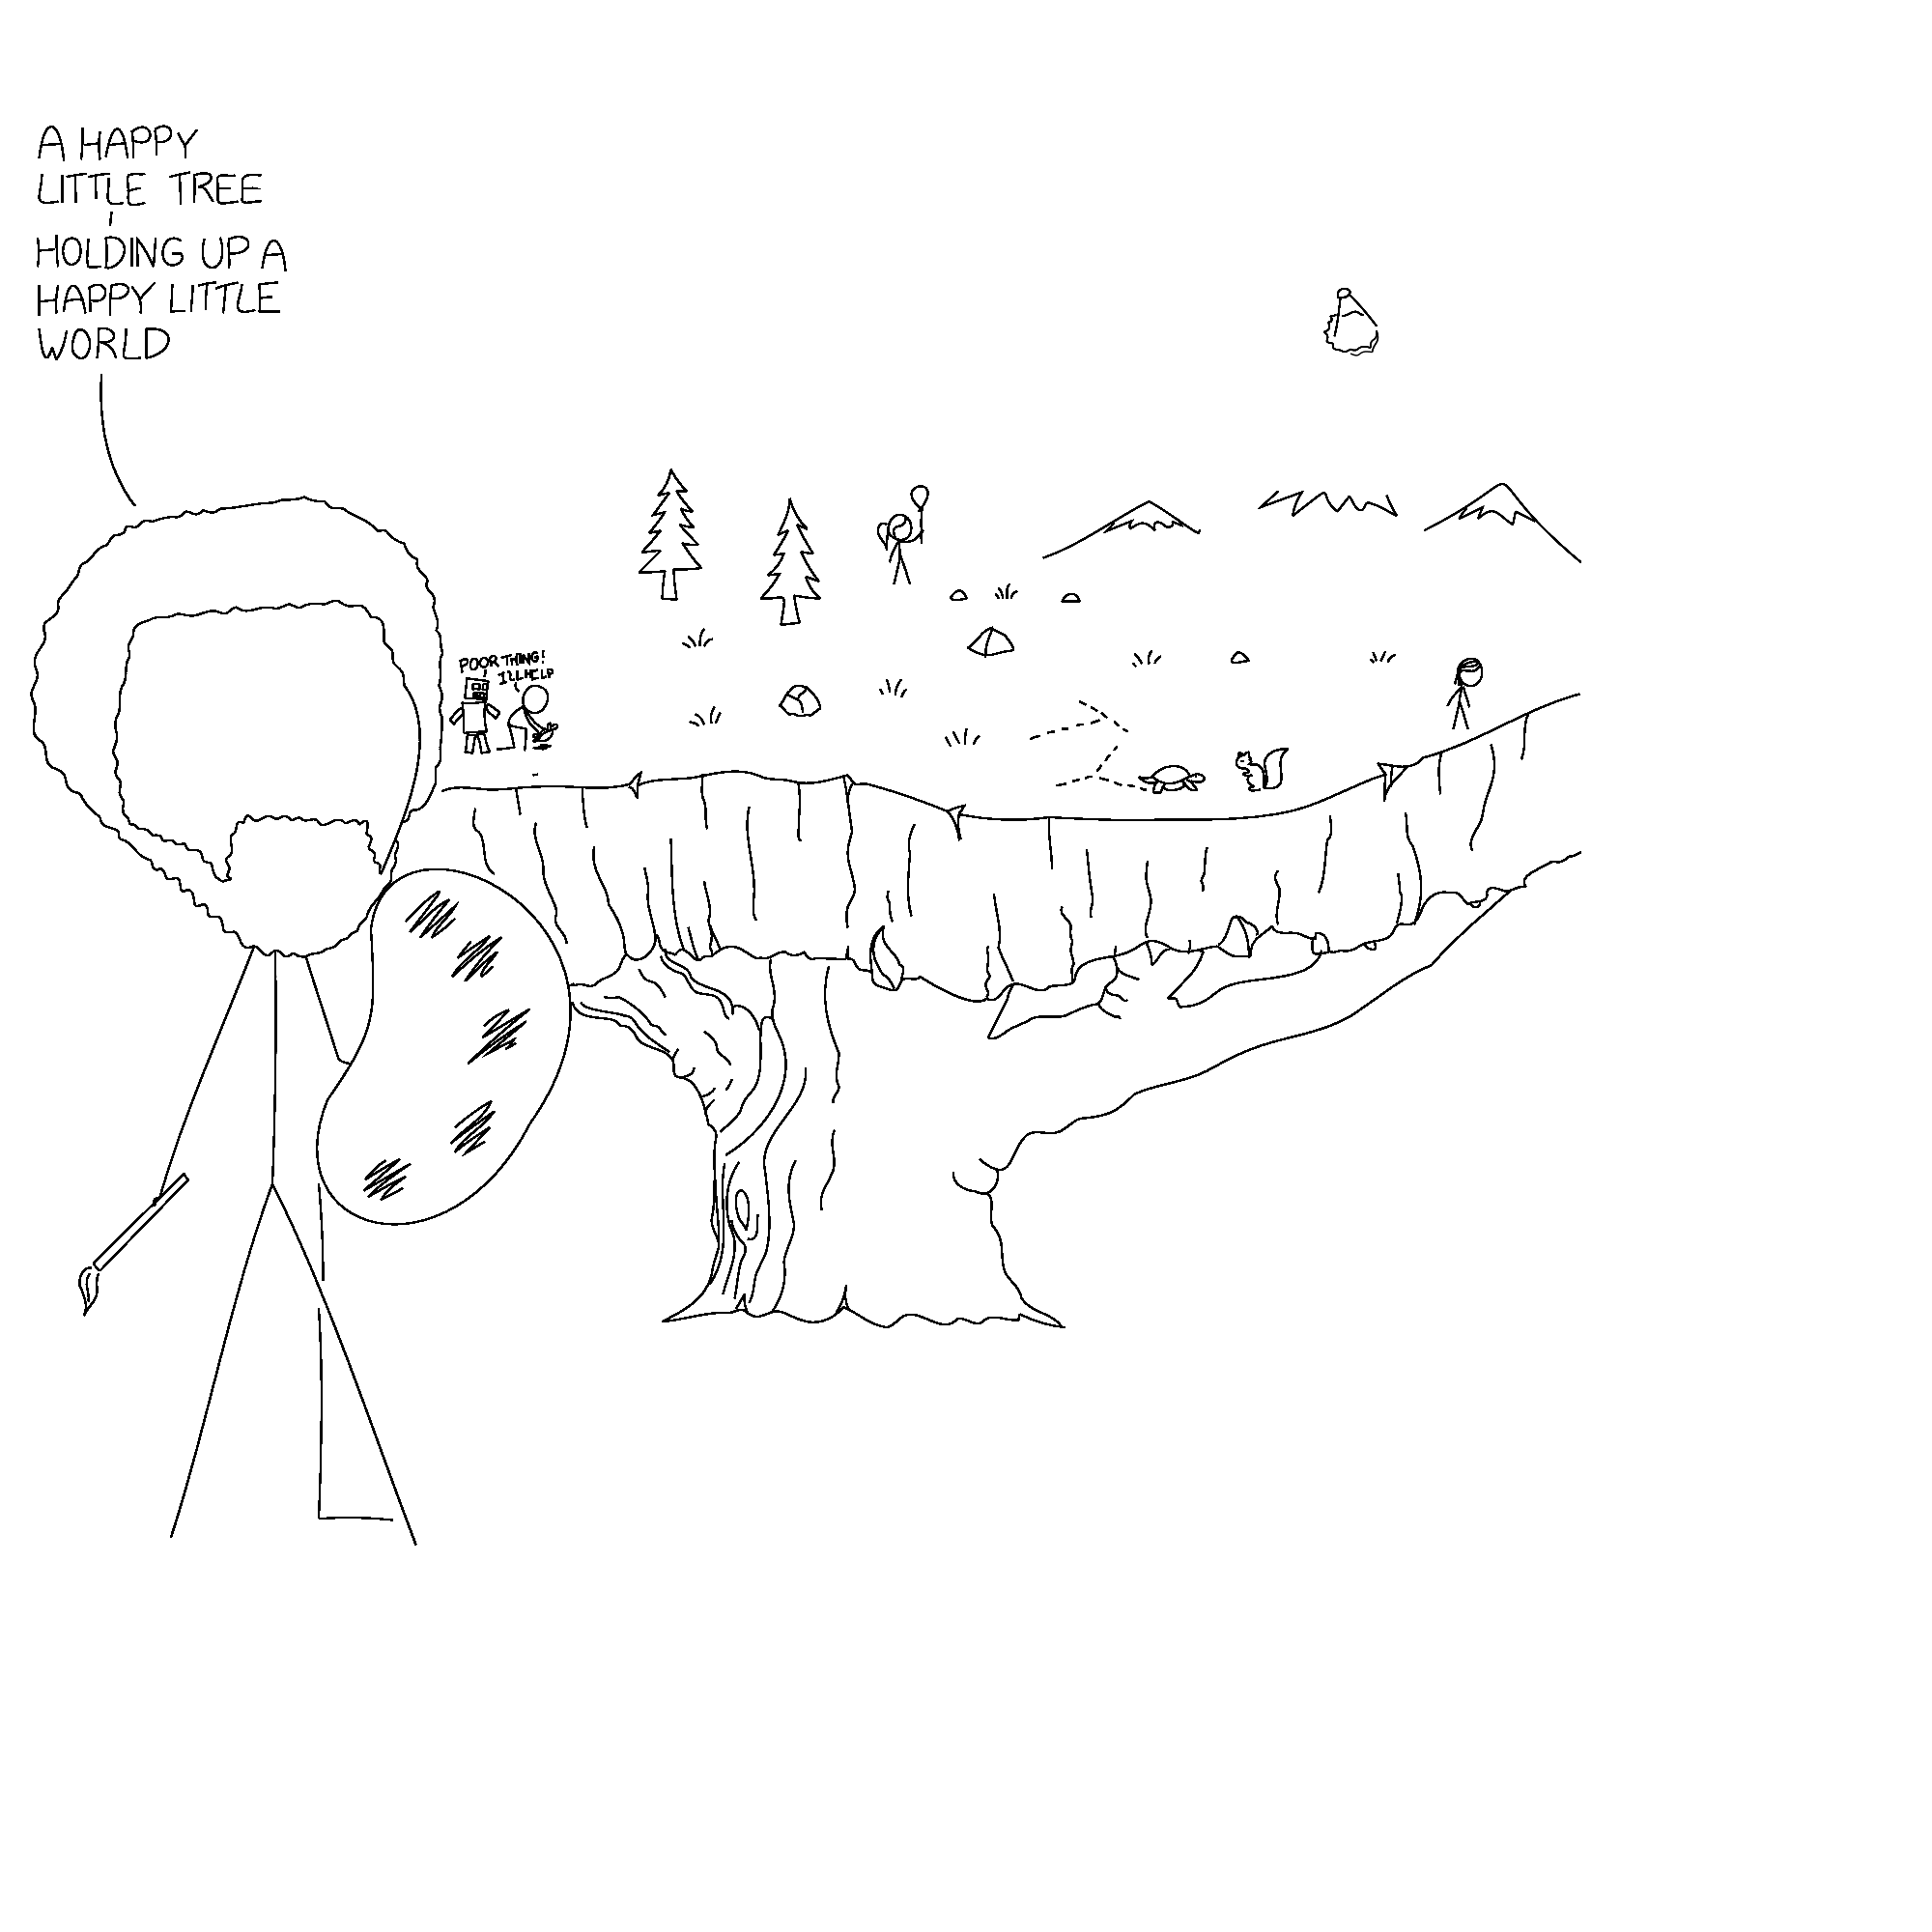 A HAPPY
LITTLE TREE
HOLDING UP A
HAPPY LITTLE
WORLD
POOR THING!
I'LL HELP